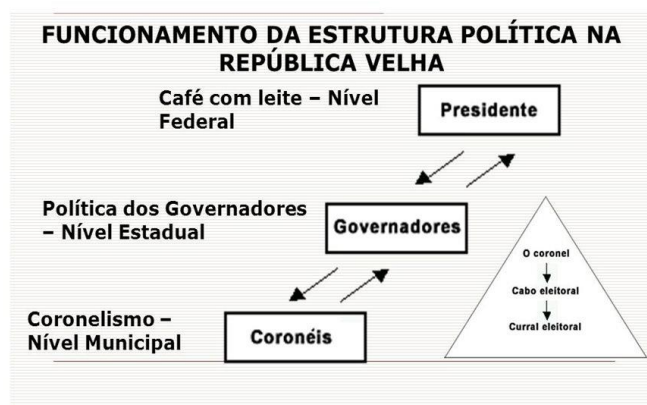 FUNCIONAMENTO DA ESTRUTURA POLÍTICA NA
REPÚBLICA VELHA
Café com leite – Nível
Federal
Presidente
Política dos Governadores
– Nível Estadual
Governadores
O coronel
Cabo eleitoral
Curral eleitoral
Coronelismo –
Nível Municipal
Coronéis